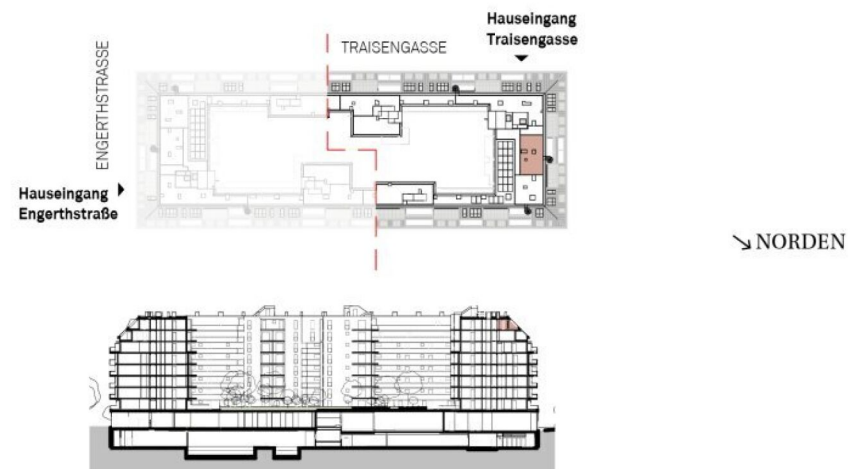 Hauseingang
Traisengasse
TRAISENGASSE
ENGERTHSTRASSE
Hauseingang
Engerthstraße
NORDEN